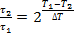 τ₂/τ₁ = 2^((T₁−T₂)/ΔT)